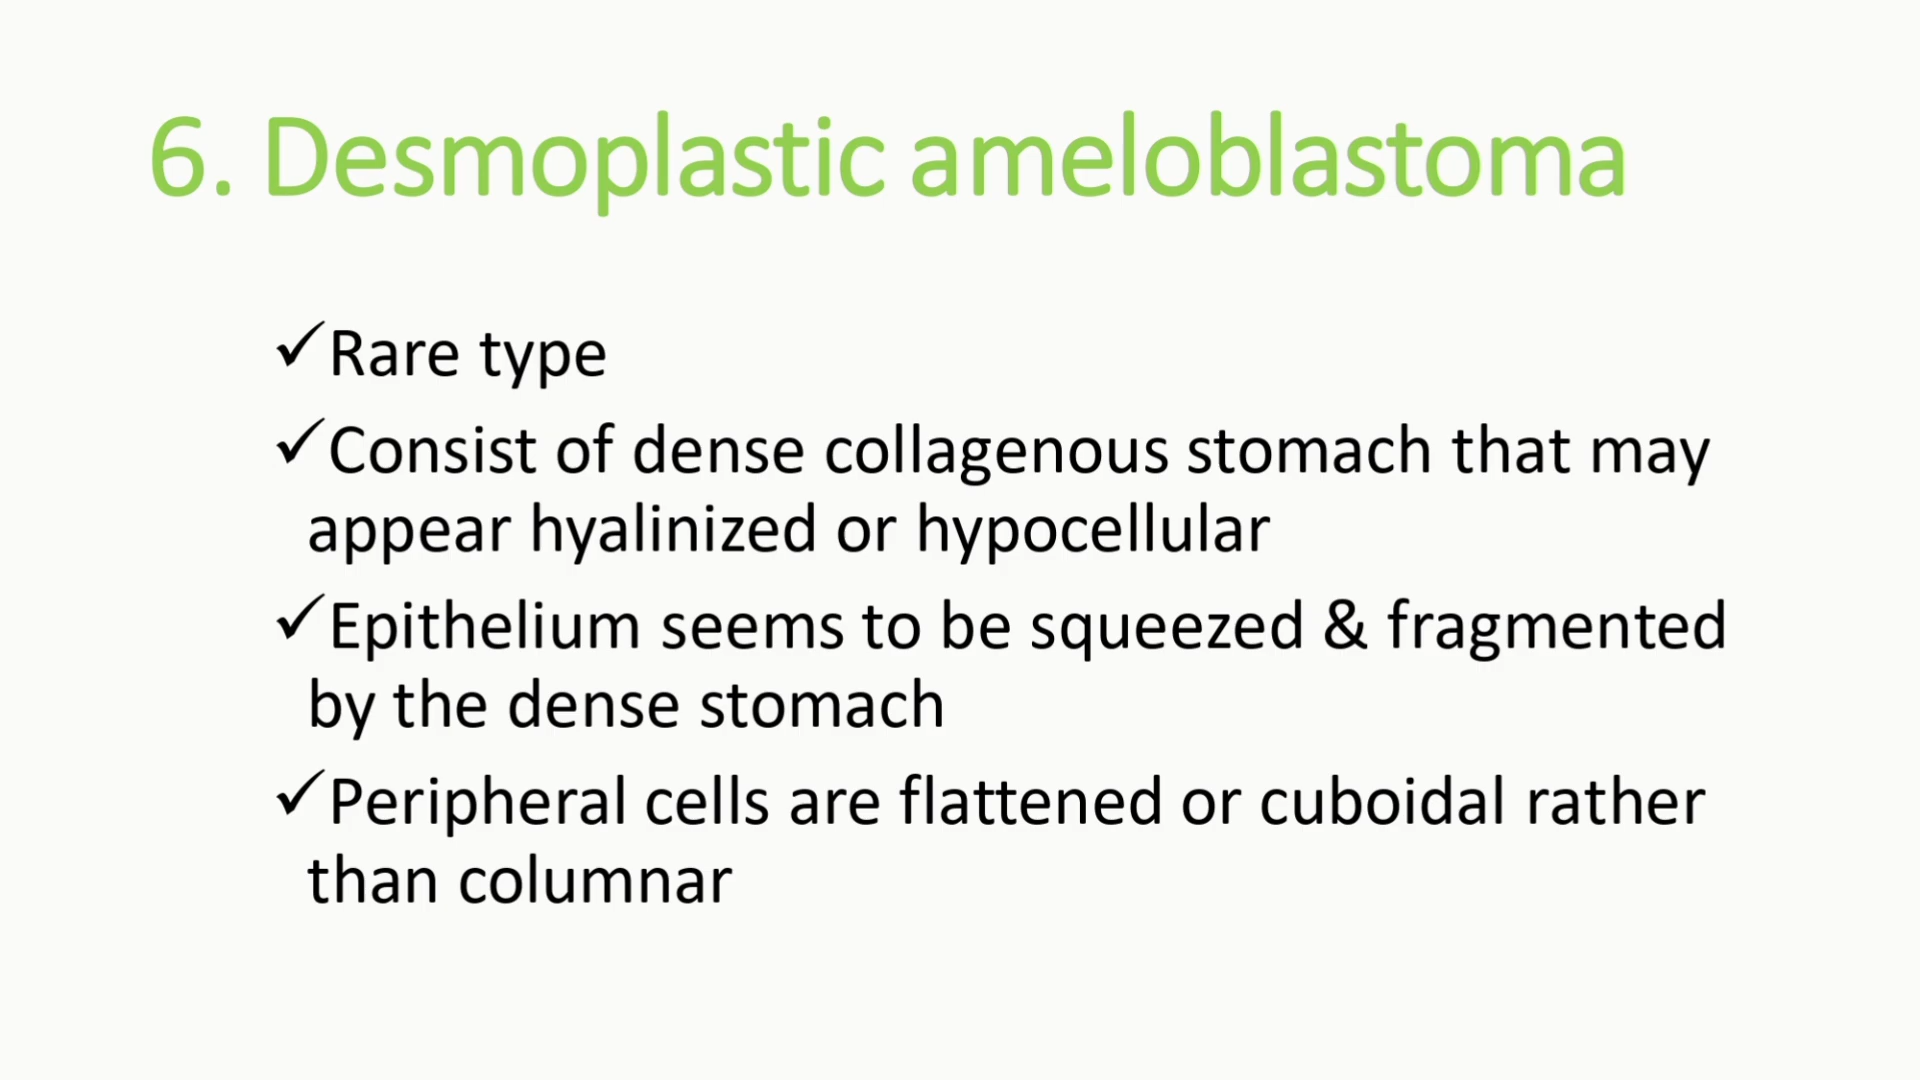 6. Desmoplastic ameloblastoma
✓Rare type
✓Consist of dense collagenous stomach that may
appear hyalinized or hypocellular
✓Epithelium seems to be squeezed & fragmented
by the dense stomach
✓Peripheral cells are flattened or cuboidal rather
than columnar